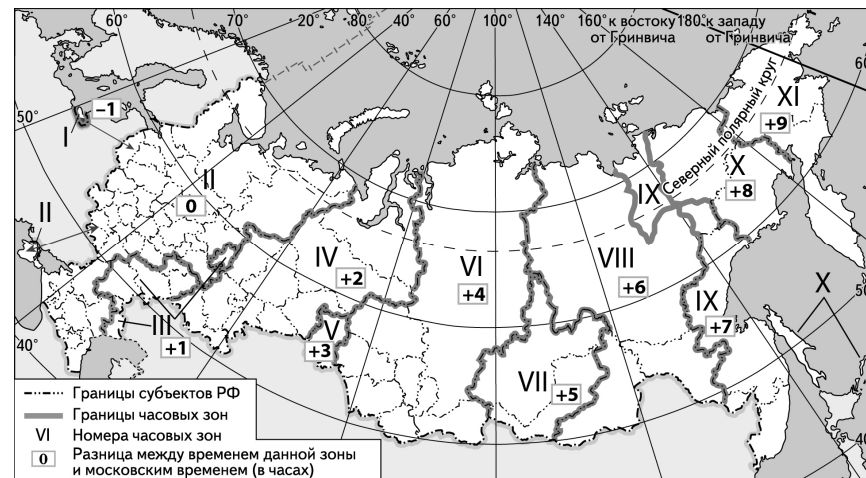 60°
70°
20°
80°
40°
60°
100°
140°
160° к востоку
от Гринвича
180° к западу
от Гринвича
60
50°
–1
I
II
0
II
Северный полярный круг
XI
+9
X
+8
IX
IV
+2
VI
+4
VIII
+6
IX
+7
X
50
III
+1
V
+3
VII
+5
40°
40
Границы субъектов РФ
Границы часовых зон
VI Номера часовых зон
0 Разница между временем данной зоны
и московским временем (в часах)